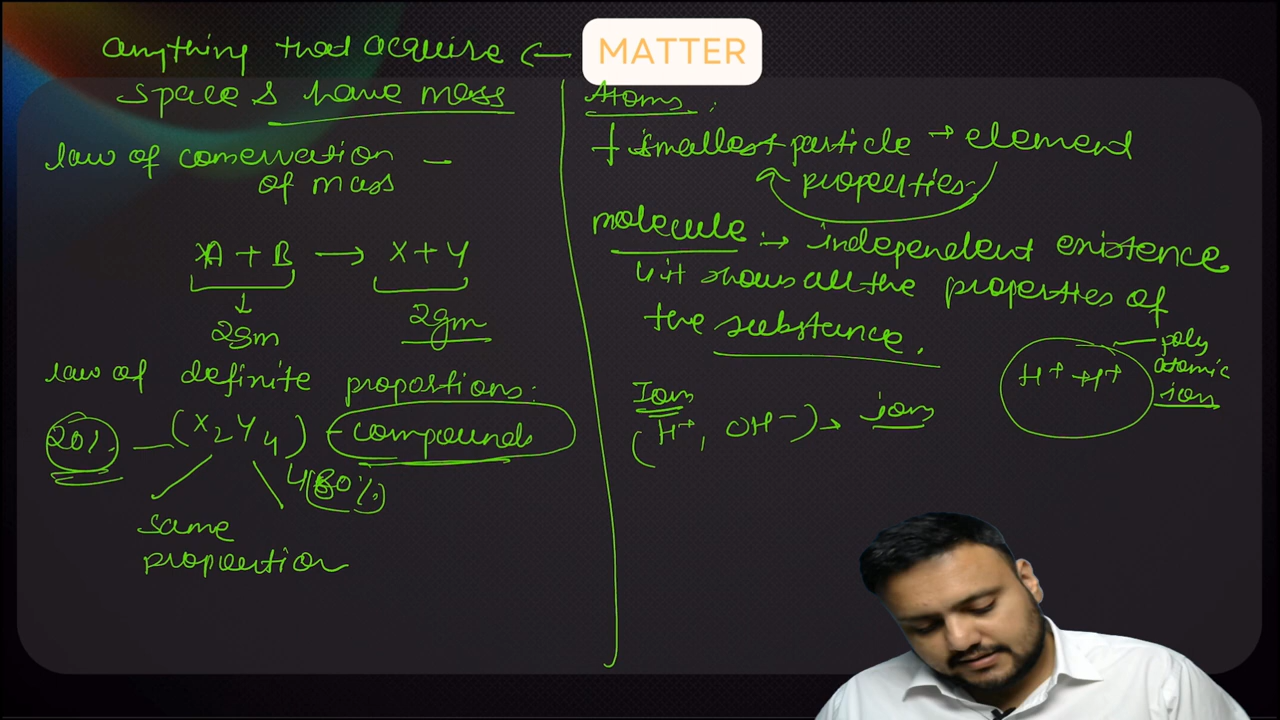 MATTER
anything that acquire ←
space & have mass
law of conservation —
of mass
XA + B → X + Y
2gm
2gm
law of definite proportions:
20% — (X2Y4) - compounds
80%
same
proportion
Atoms:
smallest particle → element
properties.
molecule :→ independent existence
it shows all the properties of
the substance.
Ion
(H+, OH-) → ion
H+ → H+
poly
atomic
ion